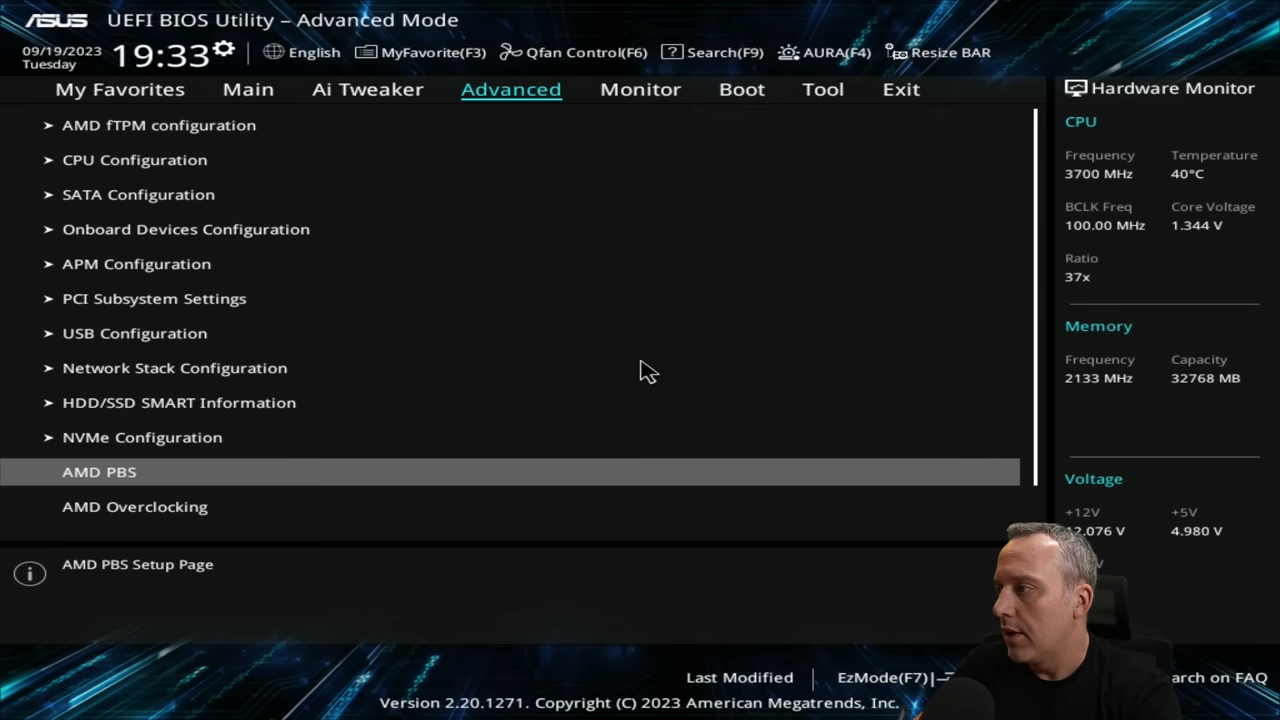 ASUS UEFI BIOS Utility – Advanced Mode
09/19/2023 Tuesday 19:33 English MyFavorite(F3) Qfan Control(F6) ? Search(F9) AURA(F4) Resize BAR
My Favorites Main Ai Tweaker Advanced Monitor Boot Tool Exit
AMD fTPM configuration
CPU Configuration
SATA Configuration
Onboard Devices Configuration
APM Configuration
PCI Subsystem Settings
USB Configuration
Network Stack Configuration
HDD/SSD SMART Information
NVMe Configuration
AMD PBS
AMD Overclocking
i AMD PBS Setup Page
Hardware Monitor
CPU
Frequency Temperature
3700 MHz 40°C
BCLK Freq Core Voltage
100.00 MHz 1.344 V
Ratio
37x
Memory
Frequency Capacity
2133 MHz 32768 MB
Voltage
+12V +5V
12.076 V 4.980 V
V
Last Modified EzMode(F7) on FAQ
Version 2.20.1271. Copyright (C) 2023 American Megatrends, Inc.